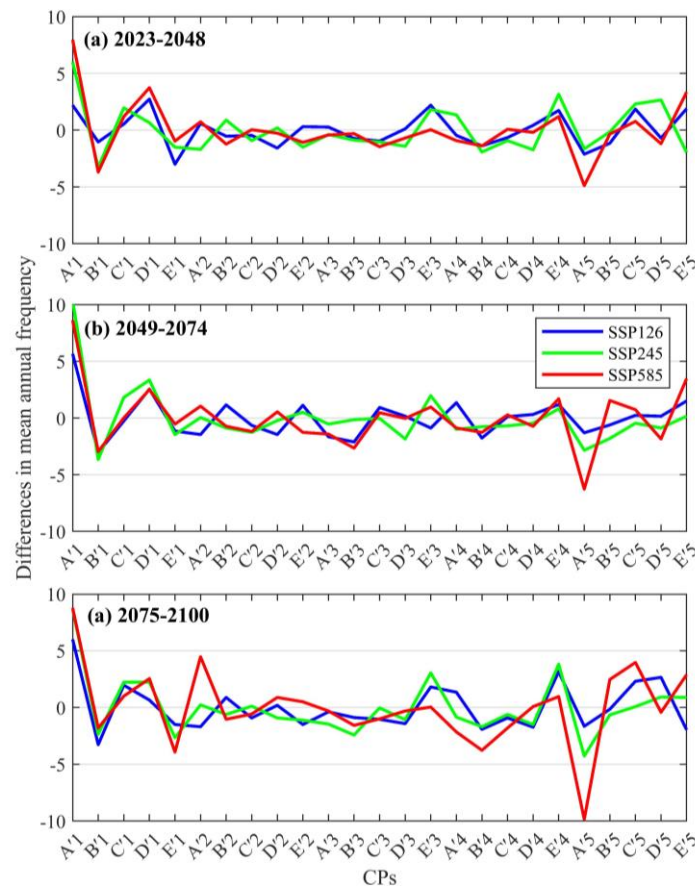 (a) 2023-2048
10
5
0
-5
-10
A'1 B'1 C'1 D'1 E'1 A'2 B'2 C'2 D'2 E'2 A'3 B'3 C'3 D'3 E'3 A'4 B'4 C'4 D'4 E'4 A'5 B'5 C'5 D'5 E'5
Differences in mean annual frequency
(b) 2049-2074
SSP126
SSP245
SSP585
10
5
0
-5
-10
A'1 B'1 C'1 D'1 E'1 A'2 B'2 C'2 D'2 E'2 A'3 B'3 C'3 D'3 E'3 A'4 B'4 C'4 D'4 E'4 A'5 B'5 C'5 D'5 E'5
(a) 2075-2100
10
5
0
-5
-10
A'1 B'1 C'1 D'1 E'1 A'2 B'2 C'2 D'2 E'2 A'3 B'3 C'3 D'3 E'3 A'4 B'4 C'4 D'4 E'4 A'5 B'5 C'5 D'5 E'5
CPs